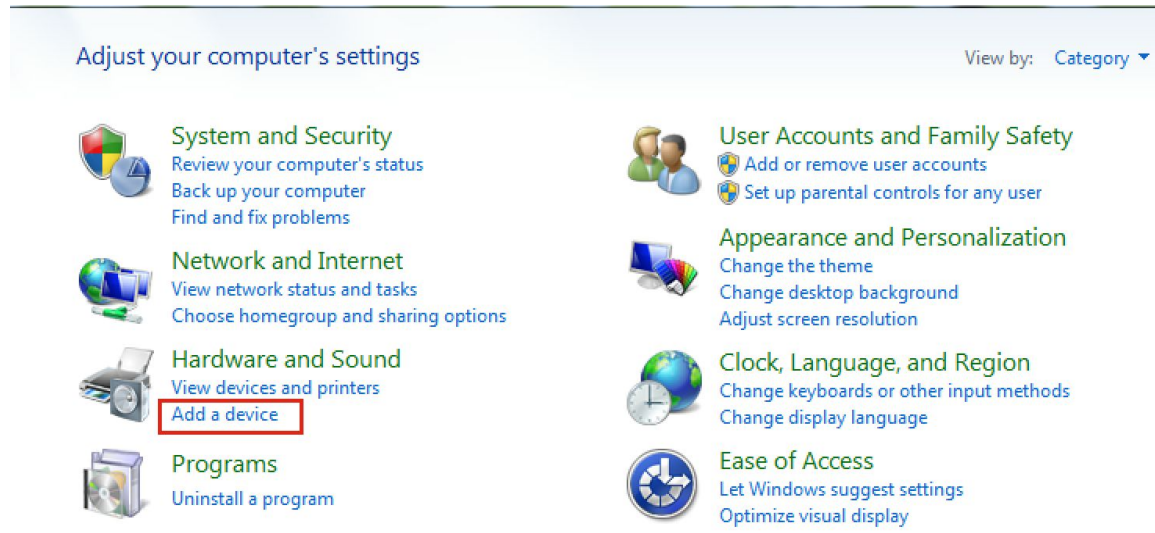 Adjust your computer's settings
View by: Category
System and Security
Review your computer's status
Back up your computer
Find and fix problems
Network and Internet
View network status and tasks
Choose homegroup and sharing options
Hardware and Sound
View devices and printers
Add a device
Programs
Uninstall a program
User Accounts and Family Safety
Add or remove user accounts
Set up parental controls for any user
Appearance and Personalization
Change the theme
Change desktop background
Adjust screen resolution
Clock, Language, and Region
Change keyboards or other input methods
Change display language
Ease of Access
Let Windows suggest settings
Optimize visual display